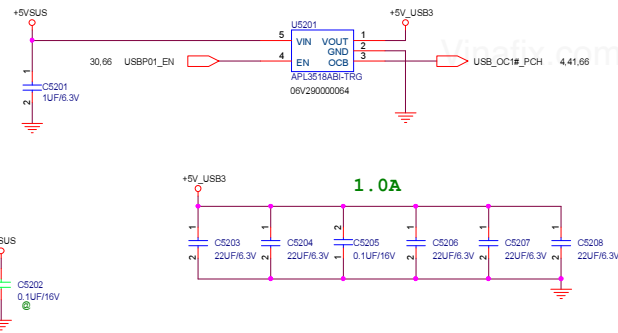 +5VSUS
+5V_USB3
U5201
5 VIN VOUT 1
GND 2
30,66 USBP01_EN 4 EN OCB 3 USB_OC1#_PCH 4,41,66
APL3518ABI-TRG
06V290000064
Vinafix.com
1
C5201
1UF/6.3V
2
+5V_USB3
1.0A
1 1 2 1 1 1
C5203 C5204 C5205 C5206 C5207 C5208
22UF/6.3V 22UF/6.3V 0.1UF/16V 22UF/6.3V 22UF/6.3V 22UF/6.3V
2 2 1 2 2 2
SUS
C5202
0.1UF/16V
@